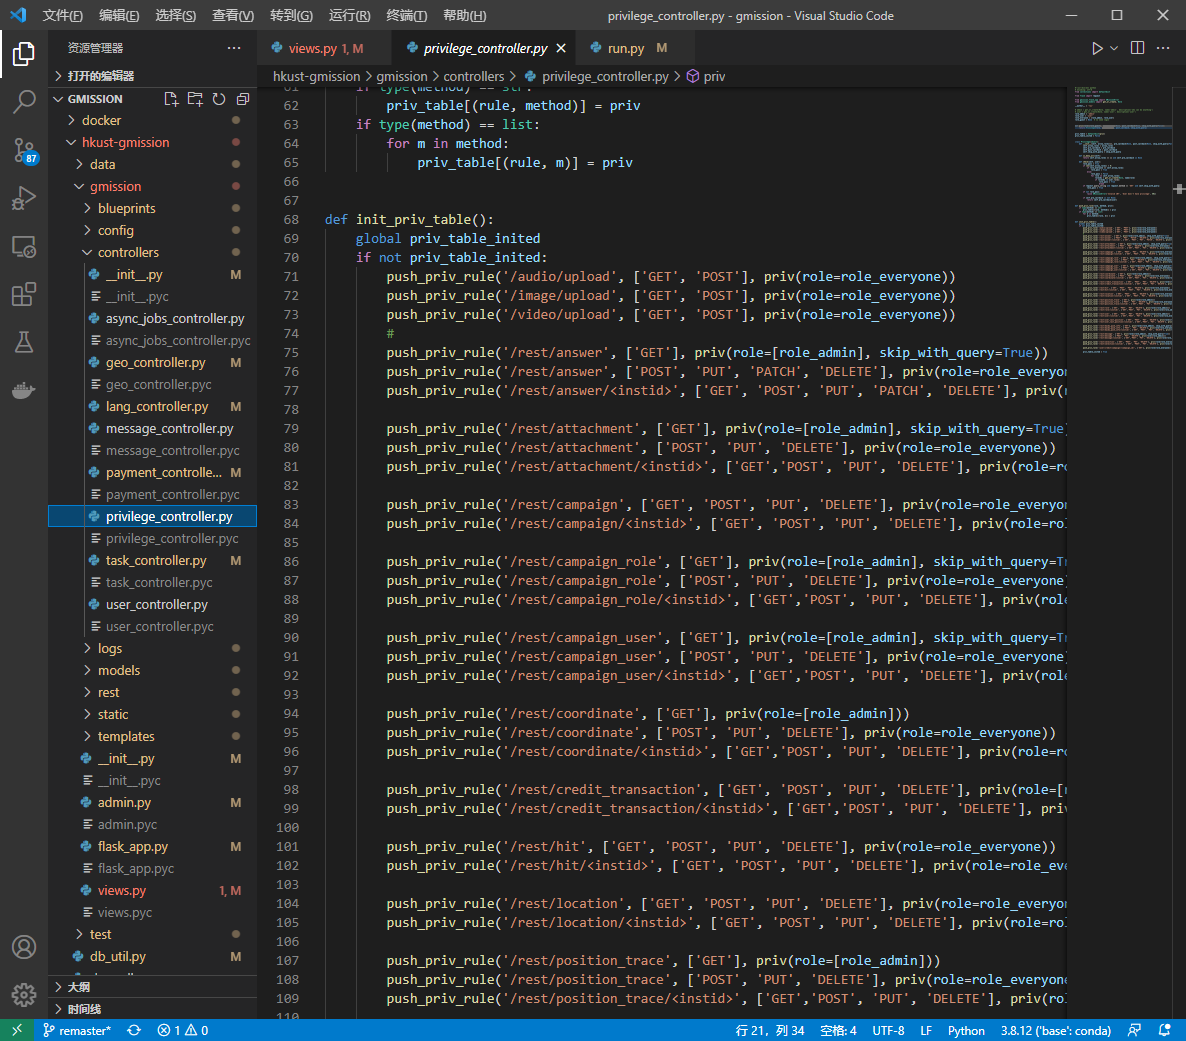 文件(F) 编辑(E) 选择(S) 查看(V) 转到(G) 运行(R) 终端(T) 帮助(H) privilege_controller.py - gmission - Visual Studio Code
资源管理器 ···
views.py 1, M
privilege_controller.py
run.py M
打开的编辑器
GMISSION
docker
hkust-gmission
data
gmission
blueprints
config
controllers
__init__.py M
__init__.pyc
async_jobs_controller.py
async_jobs_controller.pyc
geo_controller.py M
geo_controller.pyc
lang_controller.py M
message_controller.py
message_controller.pyc
payment_controlle... M
payment_controller.pyc
privilege_controller.py
privilege_controller.pyc
task_controller.py M
task_controller.pyc
user_controller.py
user_controller.pyc
logs
models
rest
static
templates
__init__.py M
__init__.pyc
admin.py M
admin.pyc
flask_app.py M
flask_app.pyc
views.py 1, M
views.pyc
test
db_util.py M
大纲
时间线
87
hkust-gmission > gmission > controllers > privilege_controller.py > priv
61 if type(method) == str:
62 priv_table[(rule, method)] = priv
63 if type(method) == list:
64 for m in method:
65 priv_table[(rule, m)] = priv
66
67
68 def init_priv_table():
69 global priv_table_inited
70 if not priv_table_inited:
71 push_priv_rule('/audio/upload', ['GET', 'POST'], priv(role=role_everyone))
72 push_priv_rule('/image/upload', ['GET', 'POST'], priv(role=role_everyone))
73 push_priv_rule('/video/upload', ['GET', 'POST'], priv(role=role_everyone))
74 #
75 push_priv_rule('/rest/answer', ['GET'], priv(role=[role_admin], skip_with_query=True))
76 push_priv_rule('/rest/answer', ['POST', 'PUT', 'PATCH', 'DELETE'], priv(role=role_everyon
77 push_priv_rule('/rest/answer/<instid>', ['GET', 'POST', 'PUT', 'PATCH', 'DELETE'], priv(r
78
79 push_priv_rule('/rest/attachment', ['GET'], priv(role=[role_admin], skip_with_query=True)
80 push_priv_rule('/rest/attachment', ['POST', 'PUT', 'DELETE'], priv(role=role_everyone))
81 push_priv_rule('/rest/attachment/<instid>', ['GET','POST', 'PUT', 'DELETE'], priv(role=ro
82
83 push_priv_rule('/rest/campaign', ['GET', 'POST', 'PUT', 'DELETE'], priv(role=role_everyon
84 push_priv_rule('/rest/campaign/<instid>', ['GET', 'POST', 'PUT', 'DELETE'], priv(role=rol
85
86 push_priv_rule('/rest/campaign_role', ['GET'], priv(role=[role_admin], skip_with_query=Tr
87 push_priv_rule('/rest/campaign_role', ['POST', 'PUT', 'DELETE'], priv(role=role_everyone)
88 push_priv_rule('/rest/campaign_role/<instid>', ['GET','POST', 'PUT', 'DELETE'], priv(role
89
90 push_priv_rule('/rest/campaign_user', ['GET'], priv(role=[role_admin], skip_with_query=Tr
91 push_priv_rule('/rest/campaign_user', ['POST', 'PUT', 'DELETE'], priv(role=role_everyone)
92 push_priv_rule('/rest/campaign_user/<instid>', ['GET','POST', 'PUT', 'DELETE'], priv(role
93
94 push_priv_rule('/rest/coordinate', ['GET'], priv(role=[role_admin]))
95 push_priv_rule('/rest/coordinate', ['POST', 'PUT', 'DELETE'], priv(role=role_everyone))
96 push_priv_rule('/rest/coordinate/<instid>', ['GET','POST', 'PUT', 'DELETE'], priv(role=ro
97
98 push_priv_rule('/rest/credit_transaction', ['GET', 'POST', 'PUT', 'DELETE'], priv(role=[r
99 push_priv_rule('/rest/credit_transaction/<instid>', ['GET','POST', 'PUT', 'DELETE'], priv
100
101 push_priv_rule('/rest/hit', ['GET', 'POST', 'PUT', 'DELETE'], priv(role=role_everyone))
102 push_priv_rule('/rest/hit/<instid>', ['GET', 'POST', 'PUT', 'DELETE'], priv(role=role_eve
103
104 push_priv_rule('/rest/location', ['GET', 'POST', 'PUT', 'DELETE'], priv(role=role_everyon
105 push_priv_rule('/rest/location/<instid>', ['GET', 'POST', 'PUT', 'DELETE'], priv(role=rol
106
107 push_priv_rule('/rest/position_trace', ['GET'], priv(role=[role_admin]))
108 push_priv_rule('/rest/position_trace', ['POST', 'PUT', 'DELETE'], priv(role=role_everyone
109 push_priv_rule('/rest/position_trace/<instid>', ['GET','POST', 'PUT', 'DELETE'], priv(rol
110
remaster* 1 0 行 21, 列 34 空格: 4 UTF-8 LF Python 3.8.12 ('base': conda)